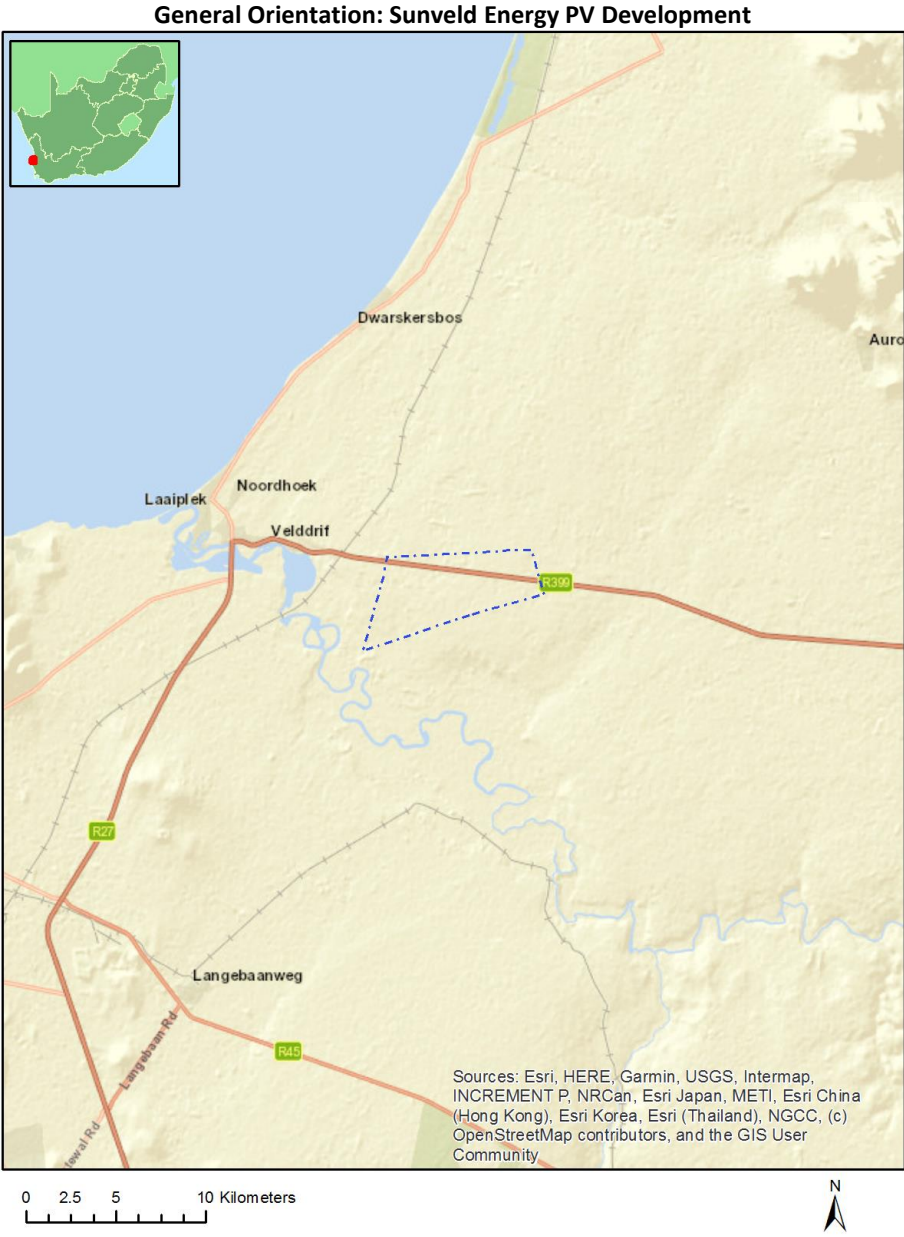 General Orientation: Sunveld Energy PV Development
Dwarskersbos
Auro
Noordhoek
Laaiplek
Velddrif
R399
R27
Langebaanweg
Langebaan Rd
R45
Sources: Esri, HERE, Garmin, USGS, Intermap,
INCREMENT P, NRCan, Esri Japan, METI, Esri China
(Hong Kong), Esri Korea, Esri (Thailand), NGCC, (c)
OpenStreetMap contributors, and the GIS User
Community
ewal Rd
0 2.5 5 10 Kilometers
N